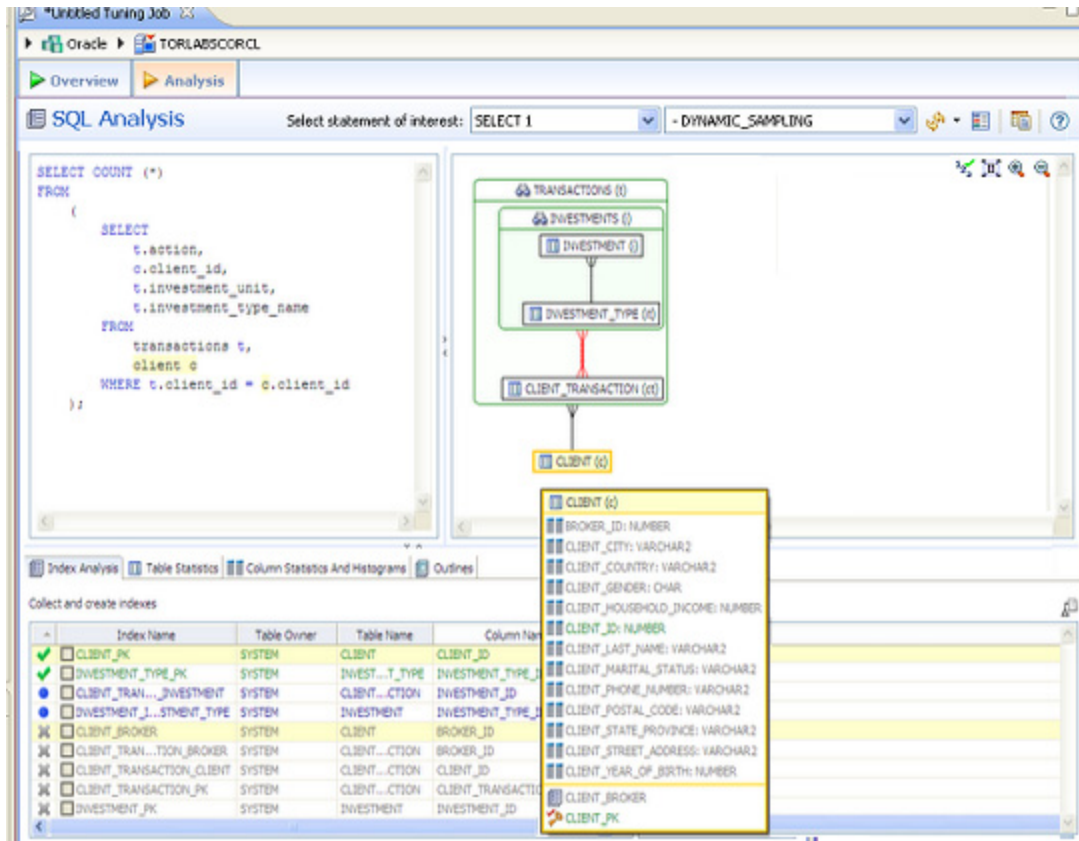 *Untitled Tuning Job
Oracle TORLABSCORCL
Overview Analysis
SQL Analysis Select statement of interest: SELECT 1 - DYNAMIC_SAMPLING
SELECT COUNT (*)
FROM
(
SELECT
t.action,
c.client_id,
t.investment_unit,
t.investment_type_name
FROM
transactions t,
client c
WHERE t.client_id = c.client_id
);
TRANSACTIONS (t)
INVESTMENTS (i)
INVESTMENT (i)
INVESTMENT_TYPE (it)
CLIENT_TRANSACTION (ct)
CLIENT (c)
CLIENT (c)
BROKER_ID: NUMBER
CLIENT_CITY: VARCHAR2
CLIENT_COUNTRY: VARCHAR2
CLIENT_GENDER: CHAR
CLIENT_HOUSEHOLD_INCOME: NUMBER
CLIENT_ID: NUMBER
CLIENT_LAST_NAME: VARCHAR2
CLIENT_MARITAL_STATUS: VARCHAR2
CLIENT_PHONE_NUMBER: VARCHAR2
CLIENT_POSTAL_CODE: VARCHAR2
CLIENT_STATE_PROVINCE: VARCHAR2
CLIENT_STREET_ADDRESS: VARCHAR2
CLIENT_YEAR_OF_BIRTH: NUMBER
CLIENT_BROKER
CLIENT_PK
Index Analysis Table Statistics Column Statistics And Histograms Outlines
Collect and create indexes
Index Name Table Owner Table Name Column Nam
CLIENT_PK SYSTEM CLIENT CLIENT_ID
INVESTMENT_TYPE_PK SYSTEM INVEST...T_TYPE INVESTMENT_TYPE_I
CLIENT_TRAN..._INVESTMENT SYSTEM CLIENT...CTION INVESTMENT_ID
INVESTMENT_I...STMENT_TYPE SYSTEM INVESTMENT INVESTMENT_TYPE_I
CLIENT_BROKER SYSTEM CLIENT BROKER_ID
CLIENT_TRAN...TION_BROKER SYSTEM CLIENT...CTION BROKER_ID
CLIENT_TRANSACTION_CLIENT SYSTEM CLIENT...CTION CLIENT_ID
CLIENT_TRANSACTION_PK SYSTEM CLIENT...CTION CLIENT_TRANSACTIO
INVESTMENT_PK SYSTEM INVESTMENT INVESTMENT_ID